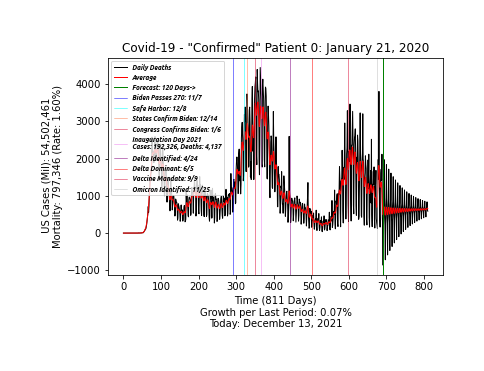 Covid-19 - "Confirmed" Patient 0: January 21, 2020
US Cases (Mil): 54,502,461
Mortality: 797,346 (Rate: 1.60%)
4000
3000
2000
1000
0
−1000
Daily Deaths
Average
Forecast: 120 Days->
Biden Passes 270: 11/7
Safe Harbor: 12/8
States Confirm Biden: 12/14
Congress Confirms Biden: 1/6
Inauguration Day 2021
Cases: 192,326, Deaths: 4,137
Delta Identified: 4/24
Delta Dominant: 6/5
Vaccine Mandate: 9/9
Omicron Identified: 11/25
0 100 200 300 400 500 600 700 800
Time (811 Days)
Growth per Last Period: 0.07%
Today: December 13, 2021